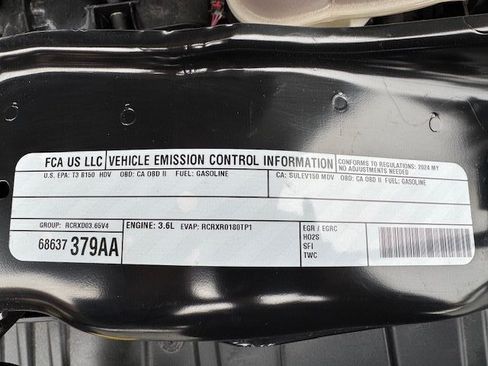 FCA US LLC VEHICLE EMISSION CONTROL INFORMATION CONFORMS TO REGULATIONS: 2024 MY
NO ADJUSTMENTS NEEDED
U.S. EPA: T3 B150 HDV OBD: CA OBD II FUEL: GASOLINE CA: SULEV150 MDV OBD: CA OBD II FUEL: GASOLINE
GROUP: RCRXD03.65V4 ENGINE: 3.6L EVAP: RCRXR0180TP1 EGR / EGRC
68637 379AA HO2S
SFI
TWC